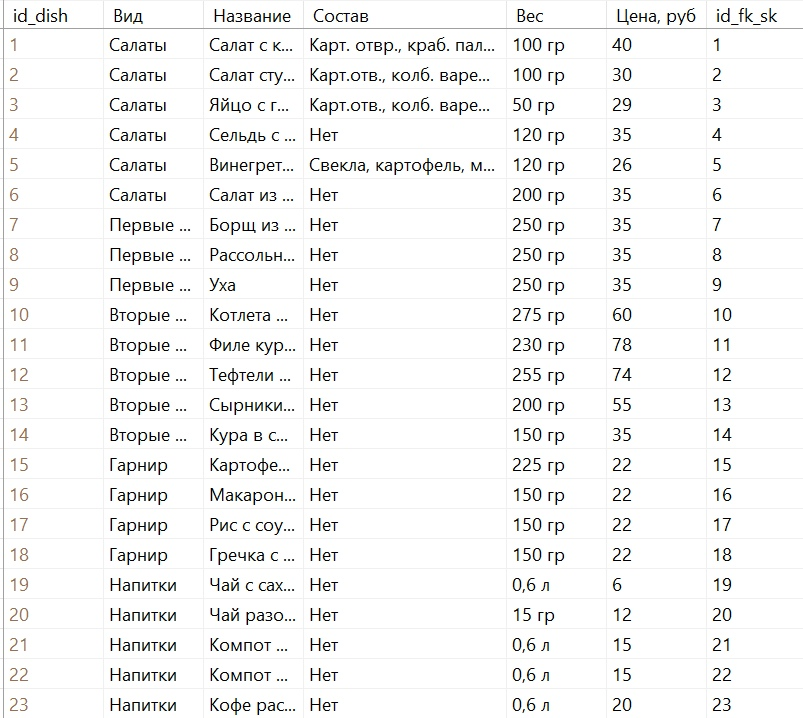 id_dish Вид Название Состав Вес Цена, руб id_fk_sk
1 Салаты Салат с к... Карт. отвр., краб. пал... 100 гр 40 1
2 Салаты Салат сту... Карт.отв., колб. варе... 100 гр 30 2
3 Салаты Яйцо с г... Карт.отв., колб. варе... 50 гр 29 3
4 Салаты Сельдь с ... Нет 120 гр 35 4
5 Салаты Винегрет... Свекла, картофель, м... 120 гр 26 5
6 Салаты Салат из ... Нет 200 гр 35 6
7 Первые ... Борщ из ... Нет 250 гр 35 7
8 Первые ... Рассольн... Нет 250 гр 35 8
9 Первые ... Уха Нет 250 гр 35 9
10 Вторые ... Котлета ... Нет 275 гр 60 10
11 Вторые ... Филе кур... Нет 230 гр 78 11
12 Вторые ... Тефтели ... Нет 255 гр 74 12
13 Вторые ... Сырники... Нет 200 гр 55 13
14 Вторые ... Кура в с... Нет 150 гр 35 14
15 Гарнир Картофе... Нет 225 гр 22 15
16 Гарнир Макарон... Нет 150 гр 22 16
17 Гарнир Рис с соу... Нет 150 гр 22 17
18 Гарнир Гречка с ... Нет 150 гр 22 18
19 Напитки Чай с сах... Нет 0,6 л 6 19
20 Напитки Чай разо... Нет 15 гр 12 20
21 Напитки Компот ... Нет 0,6 л 15 21
22 Напитки Компот ... Нет 0,6 л 15 22
23 Напитки Кофе рас... Нет 0,6 л 20 23